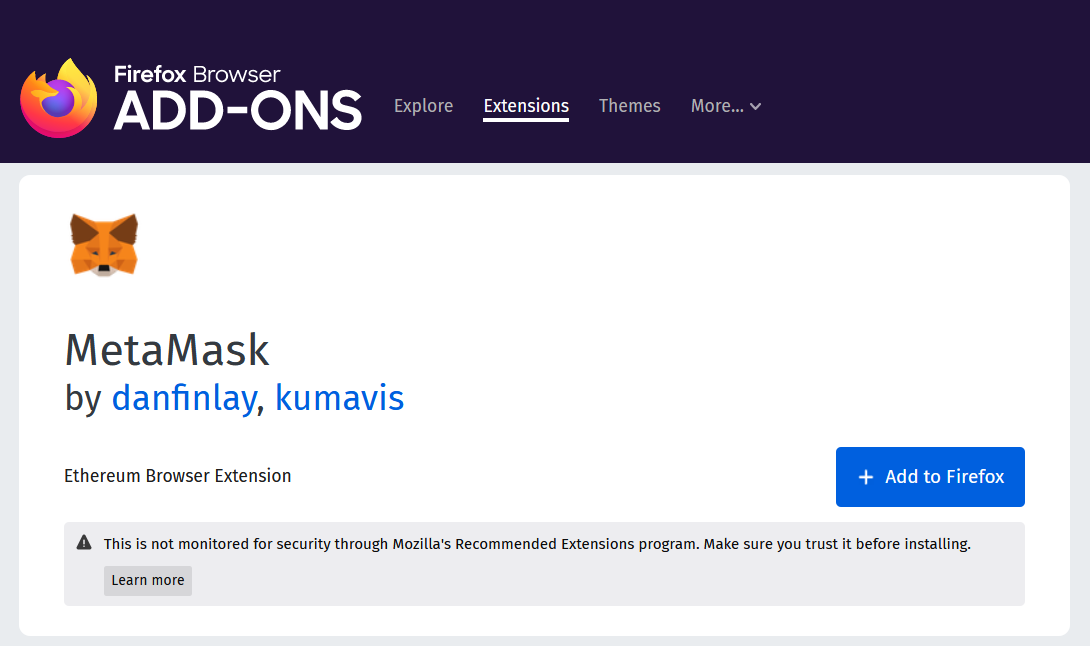 Firefox Browser
ADD-ONS
Explore Extensions Themes More...
MetaMask
by danfinlay, kumavis
Ethereum Browser Extension
+ Add to Firefox
This is not monitored for security through Mozilla's Recommended Extensions program. Make sure you trust it before installing.
Learn more